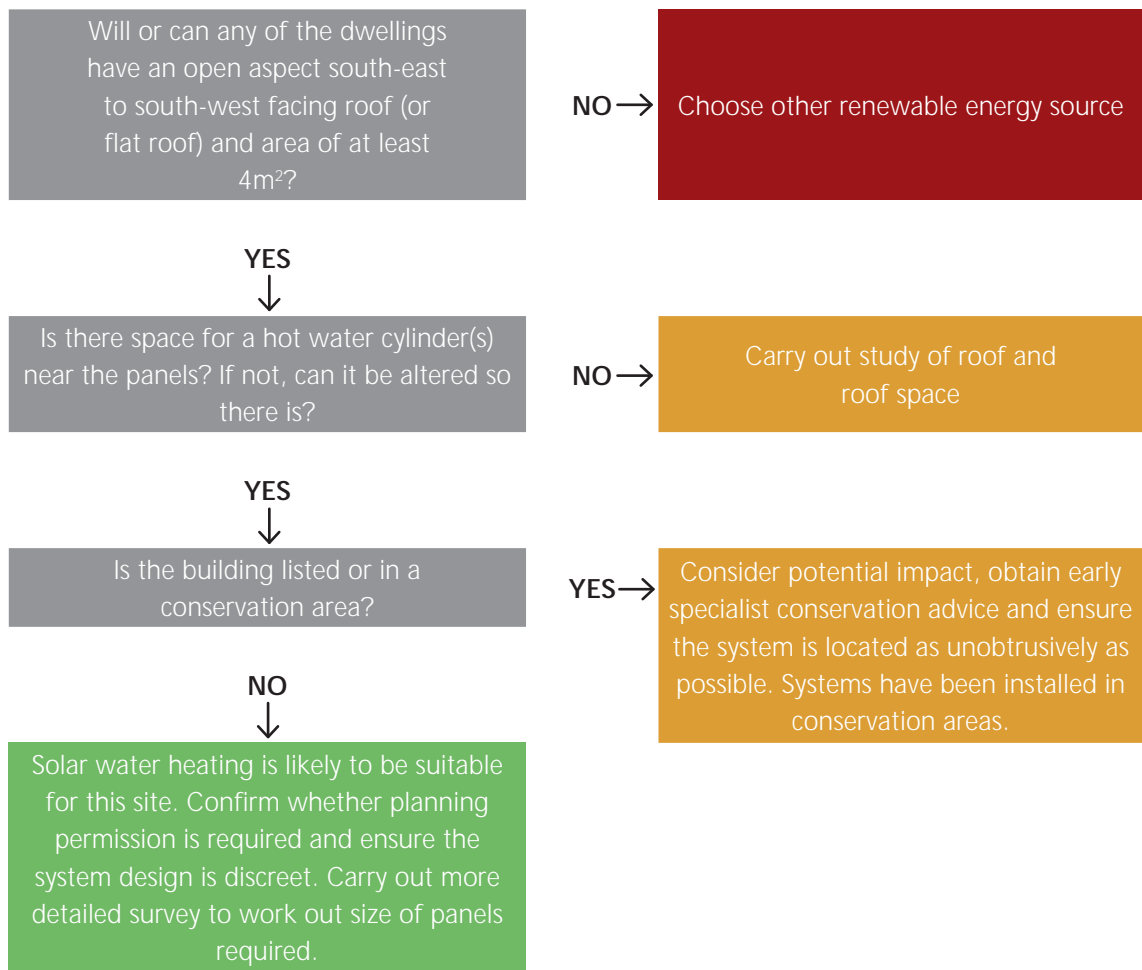 Will or can any of the dwellings
have an open aspect south-east
to south-west facing roof (or
flat roof) and area of at least
4m²?
NO
Choose other renewable energy source
YES
Is there space for a hot water cylinder(s)
near the panels? If not, can it be altered so
there is?
NO
Carry out study of roof and
roof space
YES
Is the building listed or in a
conservation area?
YES
Consider potential impact, obtain early
specialist conservation advice and ensure
the system is located as unobtrusively as
possible. Systems have been installed in
conservation areas.
NO
Solar water heating is likely to be suitable
for this site. Confirm whether planning
permission is required and ensure the
system design is discreet. Carry out more
detailed survey to work out size of panels
required.